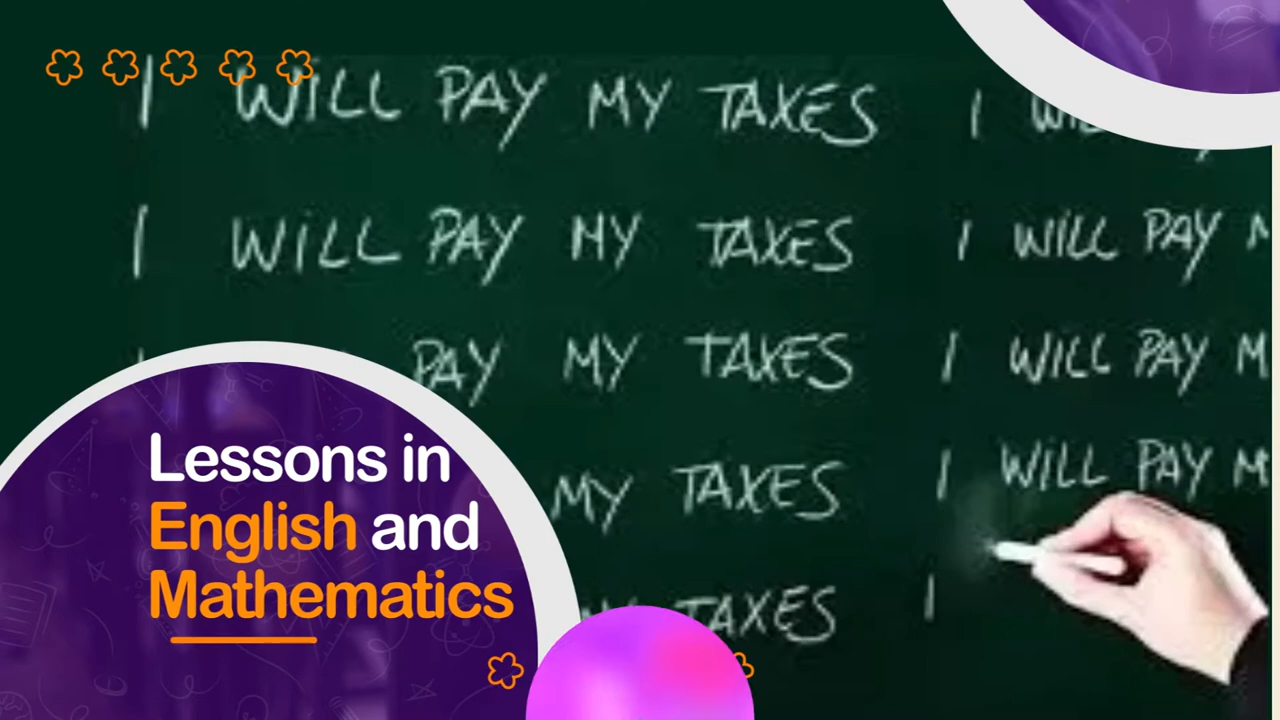 I WILL PAY MY TAXES I WILL
I WILL PAY MY TAXES I WILL PAY
PAY MY TAXES I WILL PAY M
MY TAXES I WILL PAY M
TAXES I
Lessons in
English and
Mathematics